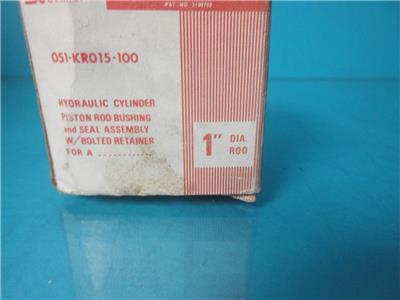 PAT NO 3190702
051-KR015-100
HYDRAULIC CYLINDER
PISTON ROD BUSHING
and SEAL ASSEMBLY
W/BOLTED RETAINER
FOR A ............
1" DIA.
ROD